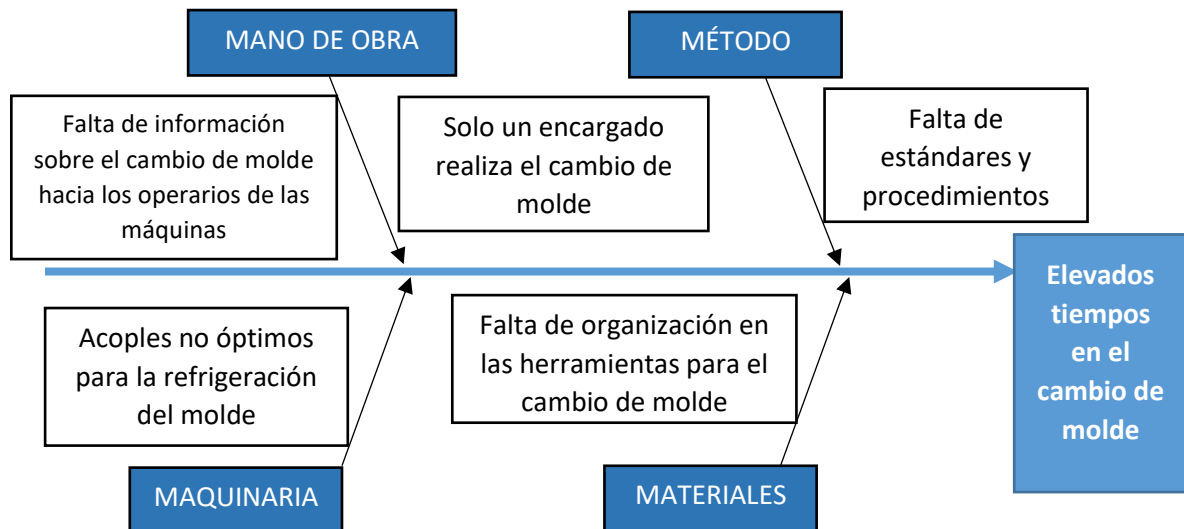 MANO DE OBRA
MÉTODO
Falta de información
sobre el cambio de molde
hacia los operarios de las
máquinas
Solo un encargado
realiza el cambio de
molde
Falta de
estándares y
procedimientos
Elevados
tiempos
en el
cambio de
molde
Acoples no óptimos
para la refrigeración
del molde
Falta de organización en
las herramientas para el
cambio de molde
MAQUINARIA
MATERIALES